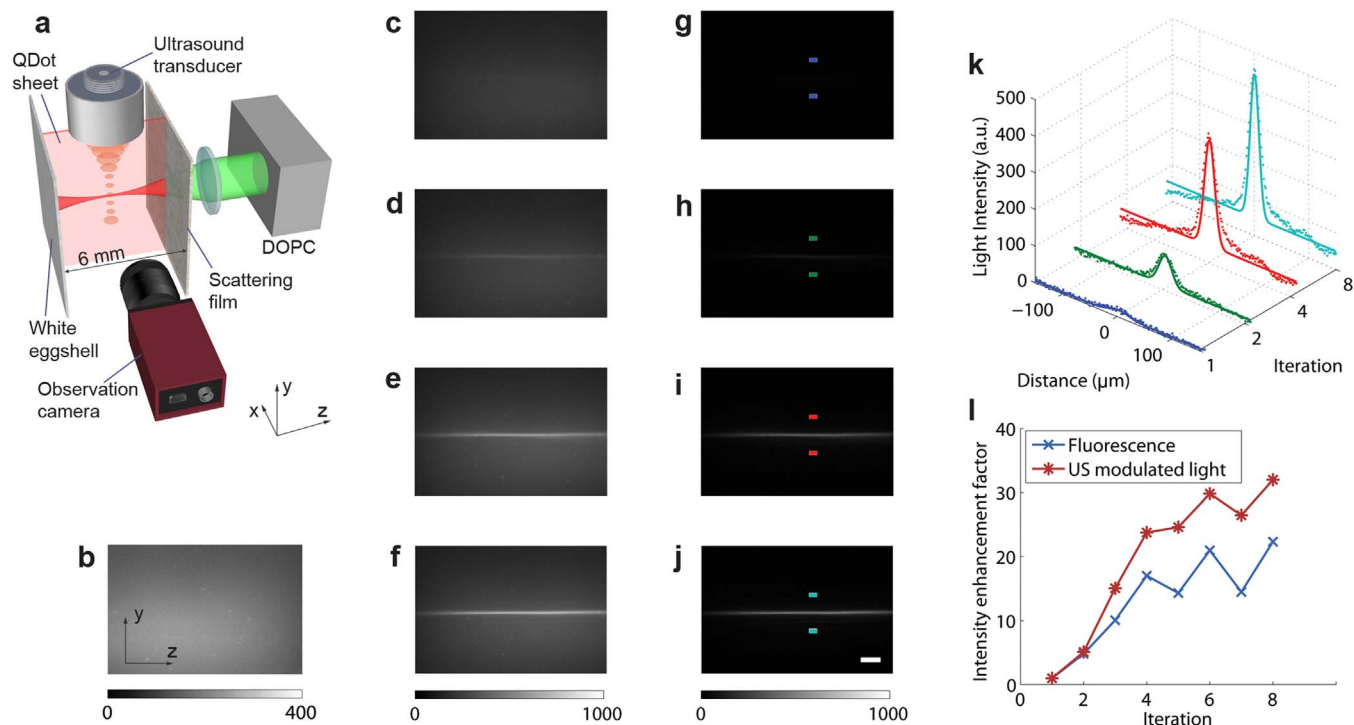 a
QDot
sheet
Ultrasound
transducer
DOPC
6 mm
Scattering
film
White
eggshell
Observation
camera
y
x
z
b
y
z
0
400
c
d
e
f
0
1000
g
h
i
j
0
1000
k
Light Intensity (a.u.)
500
400
300
200
100
0
−100
0
100
Distance (µm)
1
2
4
8
Iteration
l
Intensity enhancement factor
40
30
20
10
0
Fluorescence
US modulated light
2
4
6
8
Iteration